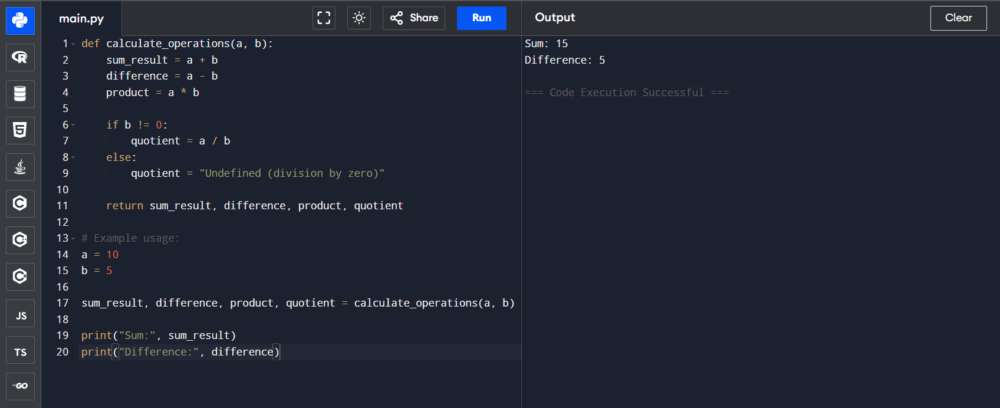 main.py
Share
Run
Output
Clear
1 def calculate_operations(a, b):
2     sum_result = a + b
3     difference = a - b
4     product = a * b
5
6     if b != 0:
7         quotient = a / b
8     else:
9         quotient = "Undefined (division by zero)"
10
11     return sum_result, difference, product, quotient
12
13 # Example usage:
14 a = 10
15 b = 5
16
17 sum_result, difference, product, quotient = calculate_operations(a, b)
18
19 print("Sum:", sum_result)
20 print("Difference:", difference)
Sum: 15
Difference: 5
=== Code Execution Successful ===
R
5
C
C
C
JS
TS
GO